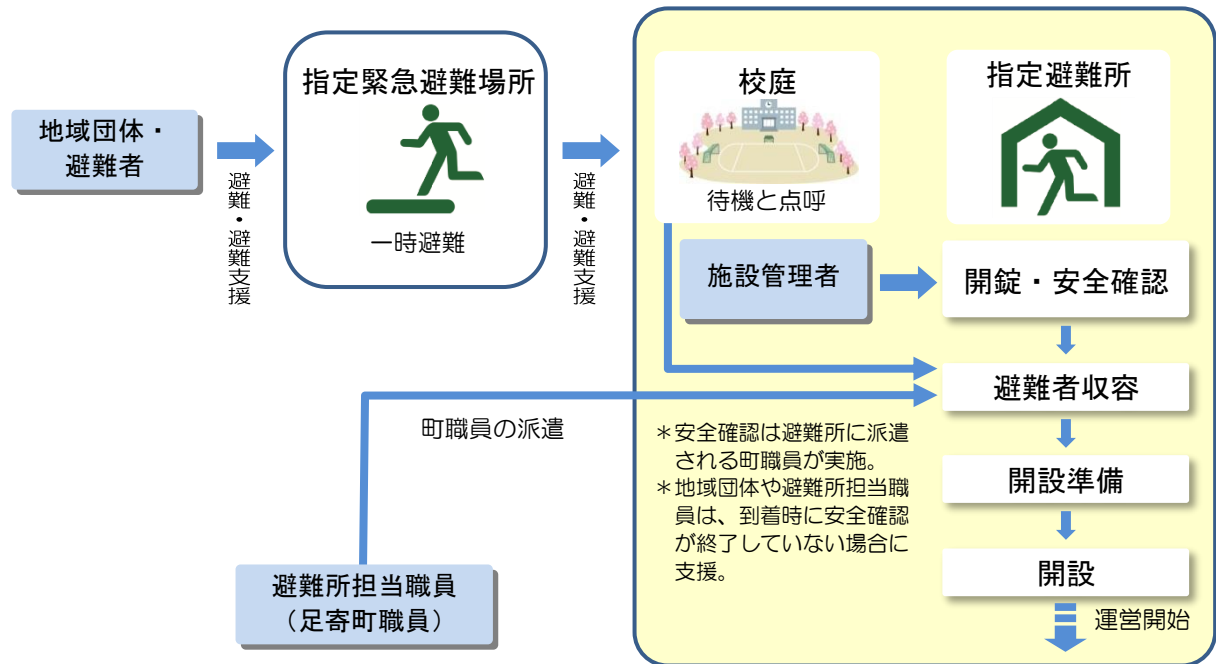 地域団体・
避難者
避難・避難支援
指定緊急避難場所
一時避難
避難・避難支援
校庭
待機と点呼
指定避難所
施設管理者
開錠・安全確認
避難者収容
町職員の派遣
＊安全確認は避難所に派遣
される町職員が実施。
＊地域団体や避難所担当職
員は、到着時に安全確認
が終了していない場合に
支援。
開設準備
開設
運営開始
避難所担当職員
（足寄町職員）